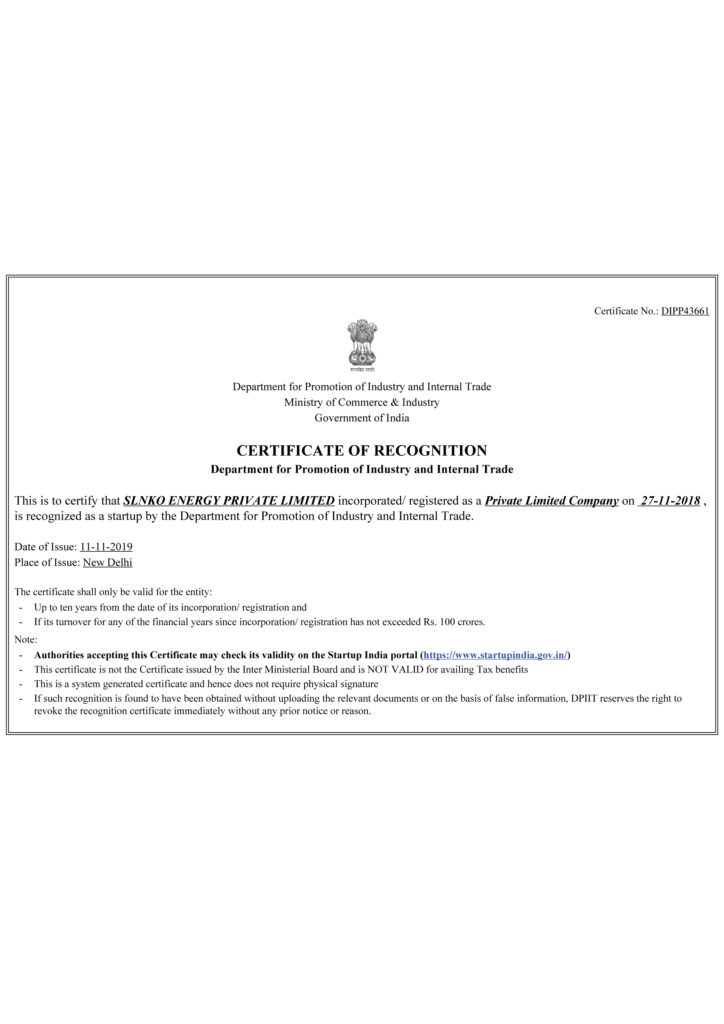 Certificate No.: DIPP43661
सत्यमेव जयते
Department for Promotion of Industry and Internal Trade
Ministry of Commerce & Industry
Government of India
CERTIFICATE OF RECOGNITION
Department for Promotion of Industry and Internal Trade
This is to certify that SLNKO ENERGY PRIVATE LIMITED incorporated/ registered as a Private Limited Company on 27-11-2018 ,
is recognized as a startup by the Department for Promotion of Industry and Internal Trade.
Date of Issue: 11-11-2019
Place of Issue: New Delhi
The certificate shall only be valid for the entity:
- Up to ten years from the date of its incorporation/ registration and
- If its turnover for any of the financial years since incorporation/ registration has not exceeded Rs. 100 crores.
Note:
- Authorities accepting this Certificate may check its validity on the Startup India portal (https://www.startupindia.gov.in/)
- This certificate is not the Certificate issued by the Inter Ministerial Board and is NOT VALID for availing Tax benefits
- This is a system generated certificate and hence does not require physical signature
- If such recognition is found to have been obtained without uploading the relevant documents or on the basis of false information, DPIIT reserves the right to
revoke the recognition certificate immediately without any prior notice or reason.